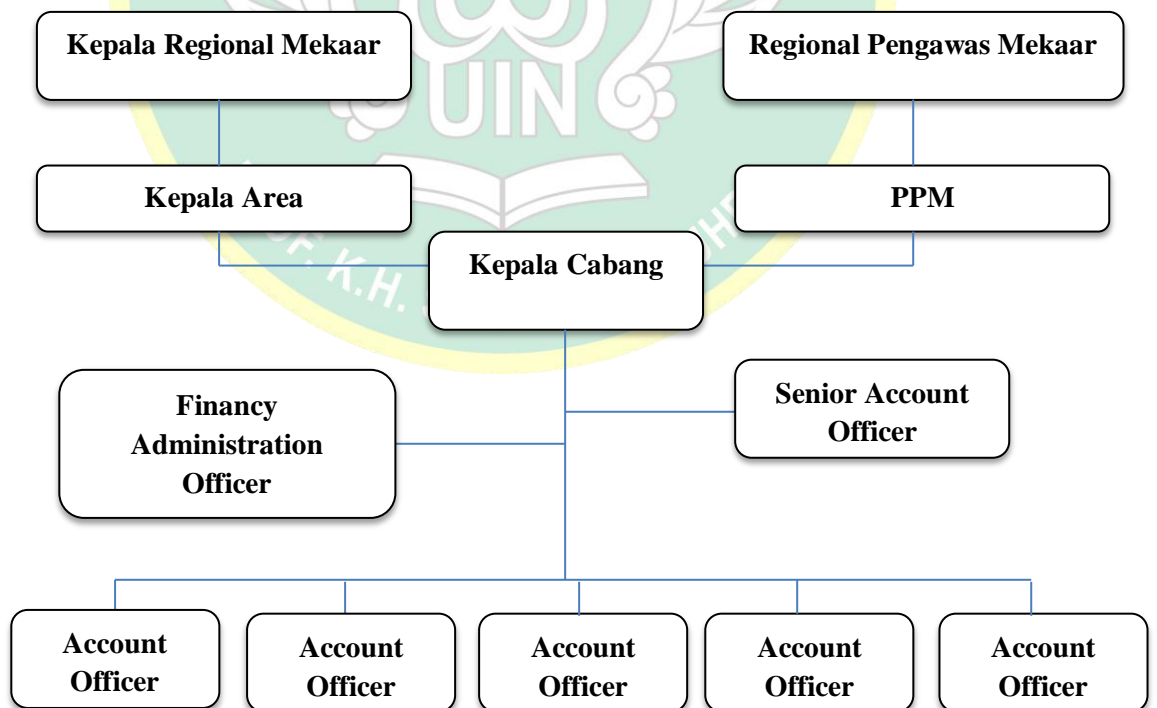 Kepala Regional Mekaar
Regional Pengawas Mekaar
UIN
Kepala Area
PPM
Kepala Cabang
K.H.
Financy
Administration
Officer
Senior Account
Officer
Account
Officer
Account
Officer
Account
Officer
Account
Officer
Account
Officer